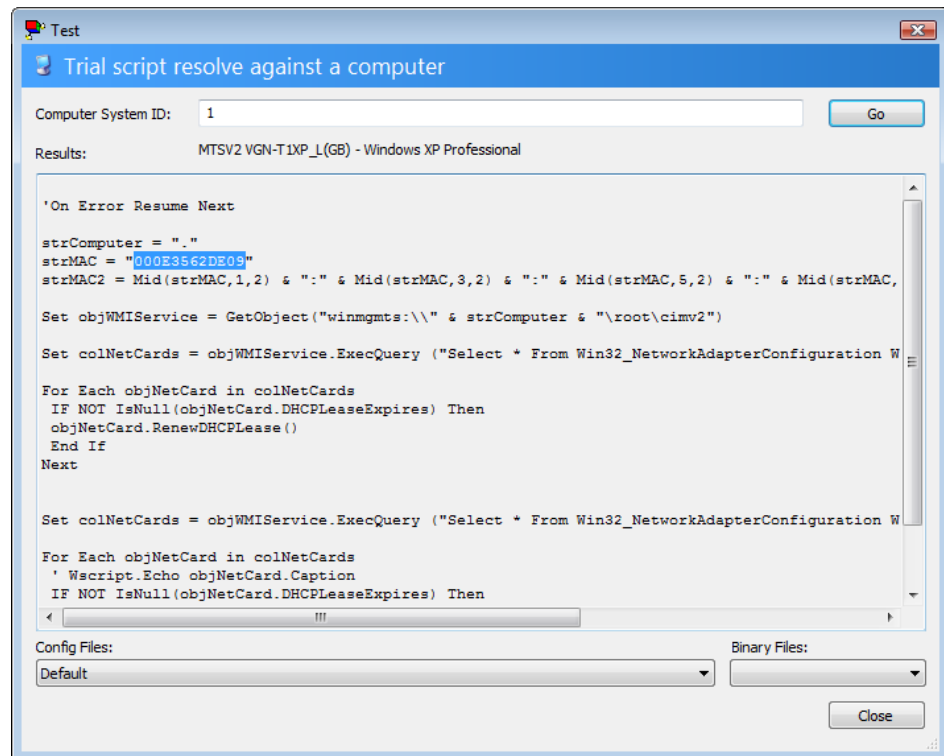 Test
Trial script resolve against a computer
Computer System ID: 1 Go
Results: MTSV2 VGN-T1XP_L(GB) - Windows XP Professional
'On Error Resume Next
strComputer = "."
strMAC = "000E3562DE09"
strMAC2 = Mid(strMAC,1,2) & ":" & Mid(strMAC,3,2) & ":" & Mid(strMAC,5,2) & ":" & Mid(strMAC,
Set objWMIService = GetObject("winmgmts:\\" & strComputer & "\root\cimv2")
Set colNetCards = objWMIService.ExecQuery ("Select * From Win32_NetworkAdapterConfiguration W
For Each objNetCard in colNetCards
IF NOT IsNull(objNetCard.DHCPLeaseExpires) Then
objNetCard.RenewDHCPLease()
End If
Next
Set colNetCards = objWMIService.ExecQuery ("Select * From Win32_NetworkAdapterConfiguration W
For Each objNetCard in colNetCards
' Wscript.Echo objNetCard.Caption
IF NOT IsNull(objNetCard.DHCPLeaseExpires) Then
Config Files: Binary Files:
Default
Close